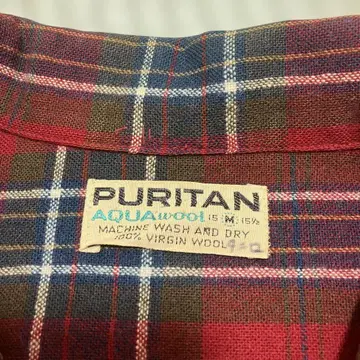 PURITAN
AQUAwool 15 · M · 15½
MACHINE WASH AND DRY
100% VIRGIN WOOL